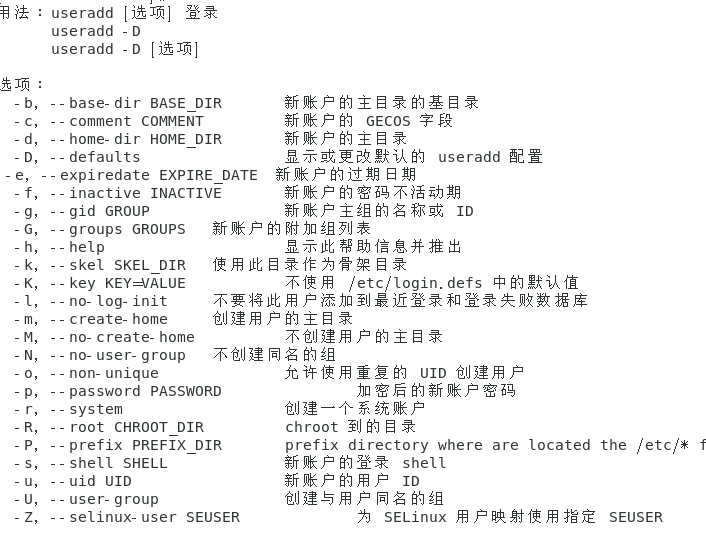 用法：useradd [选项] 登录
useradd -D
useradd -D [选项]
选项：
-b, --base-dir BASE_DIR 新账户的主目录的基目录
-c, --comment COMMENT 新账户的 GECOS 字段
-d, --home-dir HOME_DIR 新账户的主目录
-D, --defaults 显示或更改默认的 useradd 配置
-e, --expiredate EXPIRE_DATE 新账户的过期日期
-f, --inactive INACTIVE 新账户的密码不活动期
-g, --gid GROUP 新账户主组的名称或 ID
-G, --groups GROUPS 新账户的附加组列表
-h, --help 显示此帮助信息并推出
-k, --skel SKEL_DIR 使用此目录作为骨架目录
-K, --key KEY=VALUE 不使用 /etc/login.defs 中的默认值
-l, --no-log-init 不要将此用户添加到最近登录和登录失败数据库
-m, --create-home 创建用户的主目录
-M, --no-create-home 不创建用户的主目录
-N, --no-user-group 不创建同名的组
-o, --non-unique 允许使用重复的 UID 创建用户
-p, --password PASSWORD 加密后的新账户密码
-r, --system 创建一个系统账户
-R, --root CHROOT_DIR chroot 到的目录
-P, --prefix PREFIX_DIR prefix directory where are located the /etc/* f
-s, --shell SHELL 新账户的登录 shell
-u, --uid UID 新账户的用户 ID
-U, --user-group 创建与用户同名的组
-Z, --selinux-user SEUSER 为 SELinux 用户映射使用指定 SEUSER